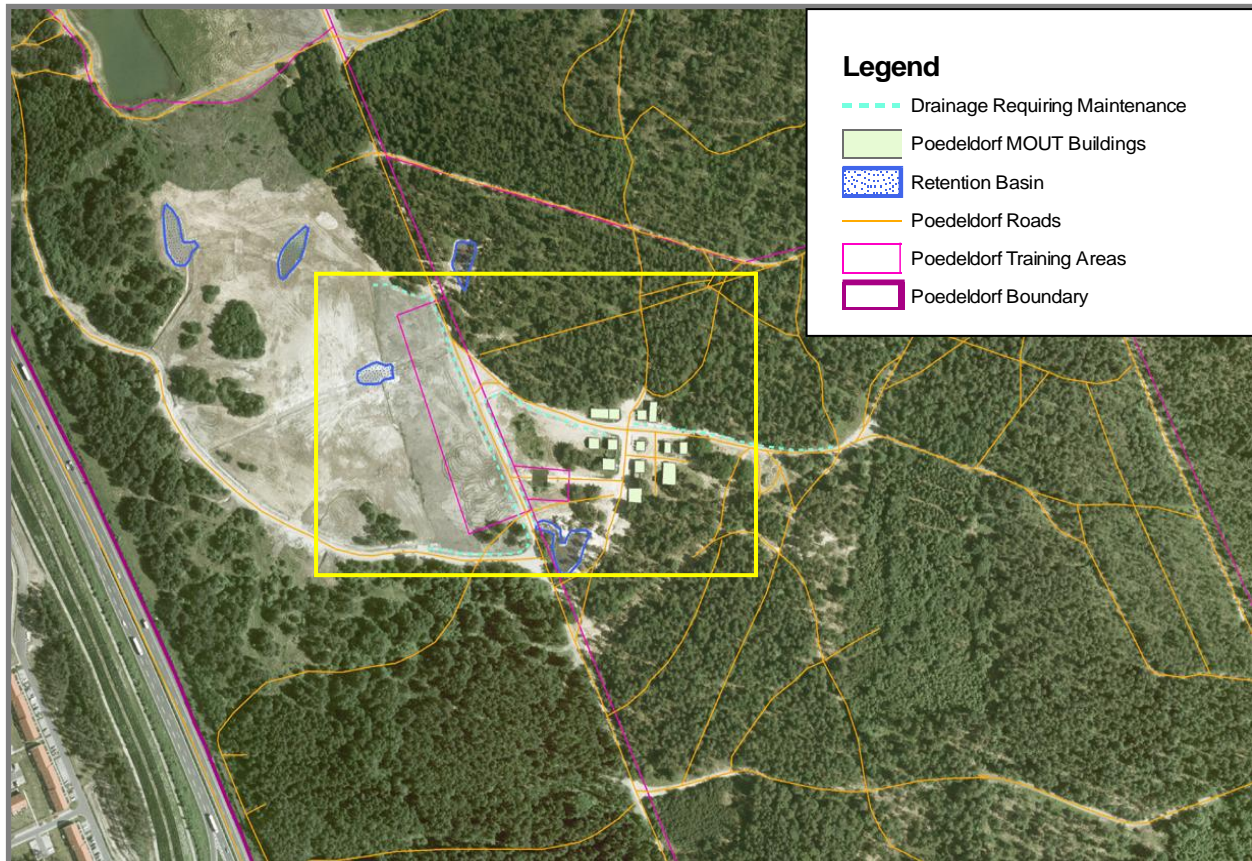 Legend
Drainage Requiring Maintenance
Poedeldorf MOUT Buildings
Retention Basin
Poedeldorf Roads
Poedeldorf Training Areas
Poedeldorf Boundary